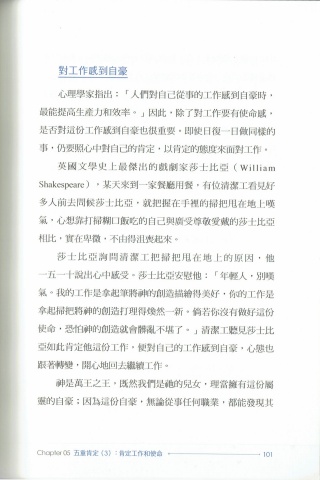 對工作感到自豪
心理學家指出：「人們對自己從事的工作感到自豪時，
最能提高生產力和效率。」因此，除了對工作要有使命感，
是否對這份工作感到自豪也很重要，即使日復一日做同樣的
事，仍要照心中對自己的肯定，以肯定的態度來面對工作。
英國文學史上最傑出的戲劇家莎士比亞（William
Shakespeare），某天來到一家餐廳用餐，有位清潔工看見好
多人前去問候莎士比亞，就把握在手裡的掃把甩在地上嘆
氣，心想靠打掃糊口飯吃的自己與廣受尊敬愛戴的莎士比亞
相比，實在卑微，不由得沮喪起來。
莎士比亞詢問清潔工把掃把甩在地上的原因，他
一五一十說出心中感受。莎士比亞安慰他：「年輕人，別嘆
氣。我的工作是拿起筆將神的創造描繪得美好，你的工作是
拿起掃把將神的創造打理得煥然一新。倘若你沒有做好這份
使命，恐怕神的創造就會髒亂不堪了。」清潔工聽見莎士比
亞如此肯定他這份工作，便對自己的工作感到自豪，心態也
跟著轉變，開心地回去繼續工作。
神是萬王之王，既然我們是祂的兒女，理當擁有這份屬
靈的自豪；因為這份自豪，無論從事任何職業，都能發現其
Chapter 05 五重肯定（3）：肯定工作和使命
101